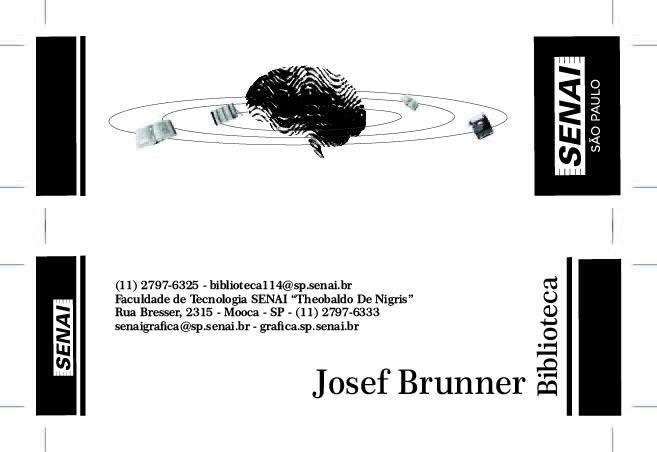 SENAI
SÃO PAULO
SENAI
(11) 2797-6325 - biblioteca114@sp.senai.br
Faculdade de Tecnologia SENAI “Theobaldo De Nigris”
Rua Bresser, 2315 - Mooca - SP - (11) 2797-6333
senaigrafica@sp.senai.br - grafica.sp.senai.br
Josef Brunner
Biblioteca